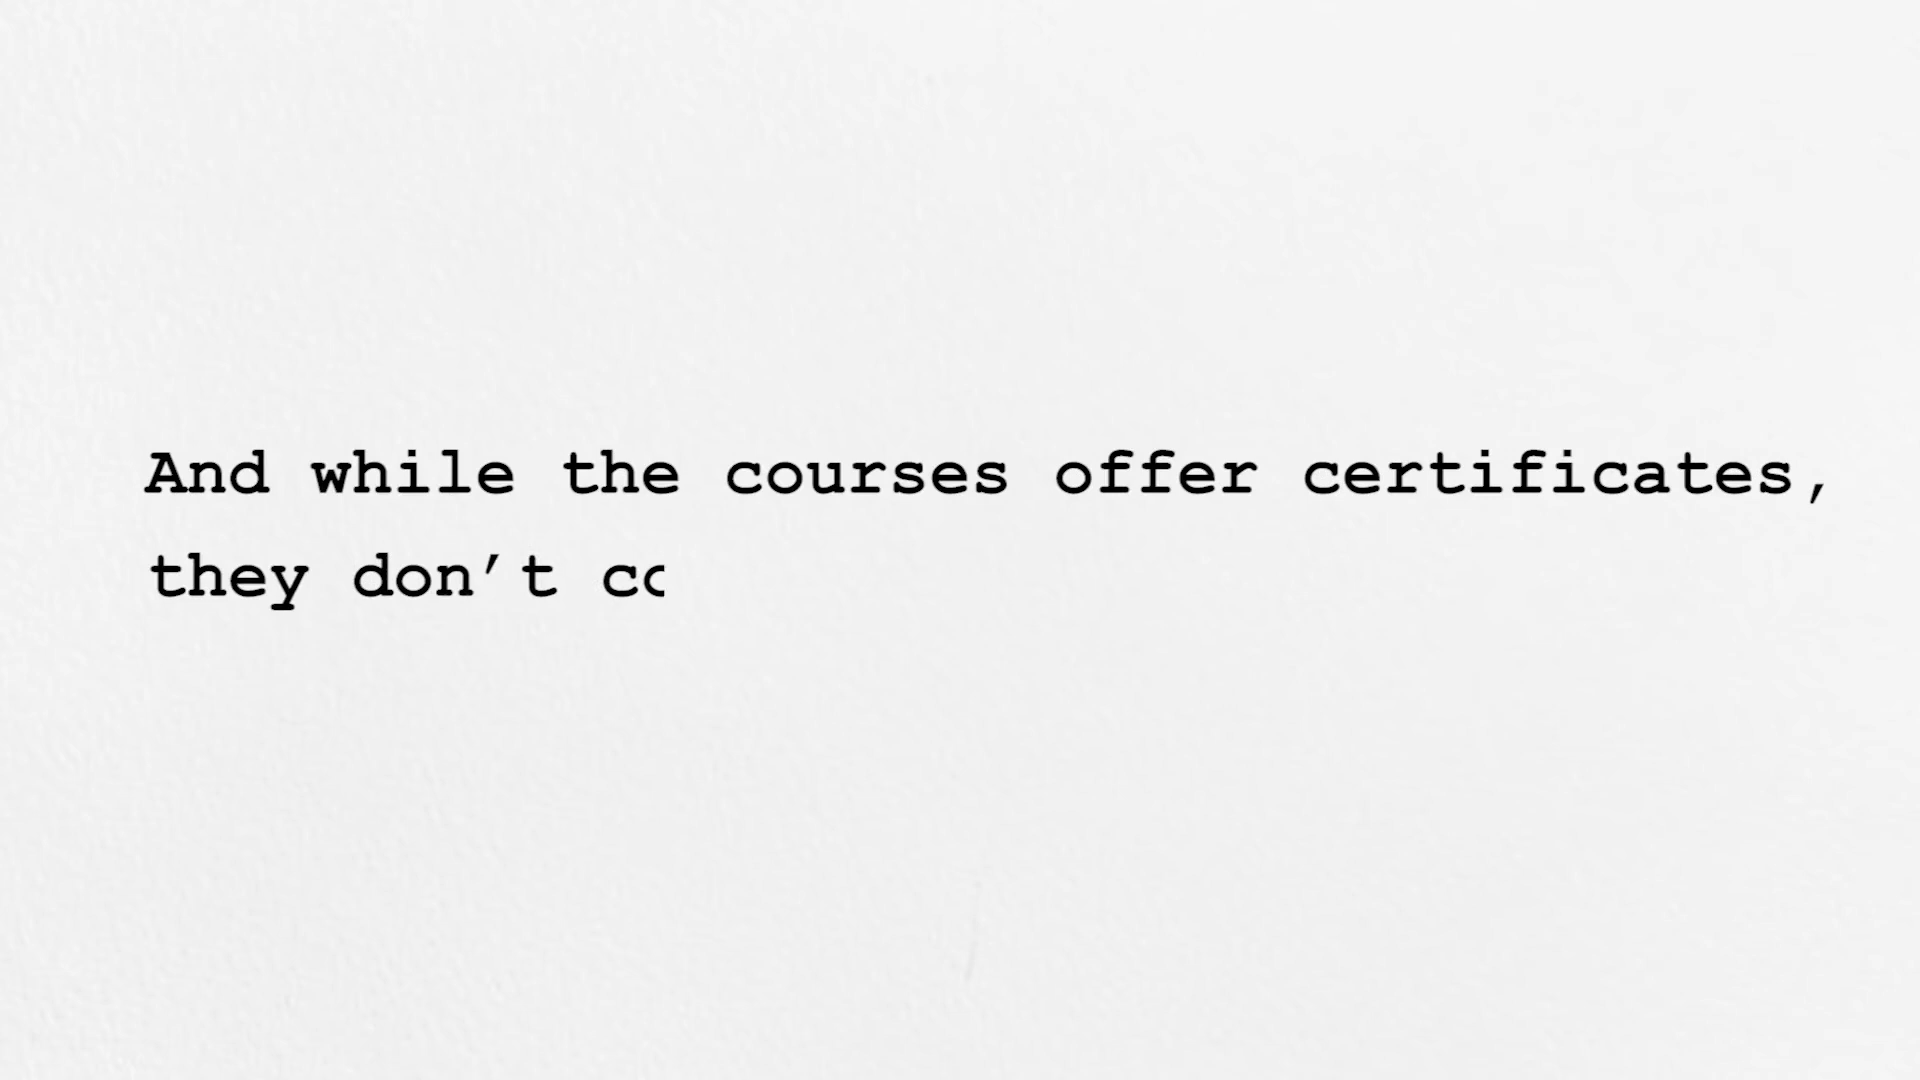 And while the courses offer certificates,
they don’t